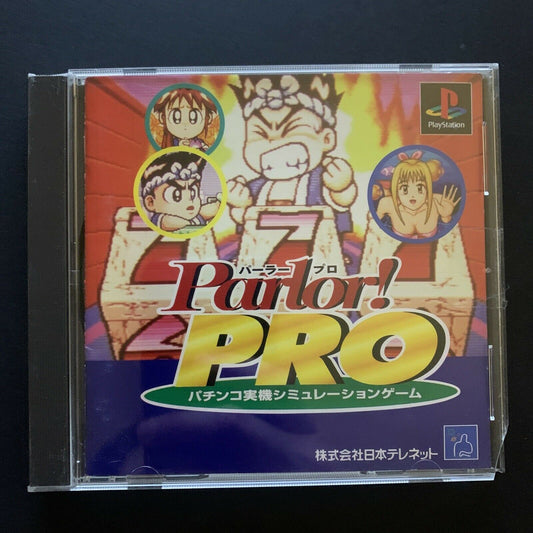 PlayStation
777
パーラー プロ
Parlor!
PRO
パチンコ実機シミュレーションゲーム
株式会社日本テレネット